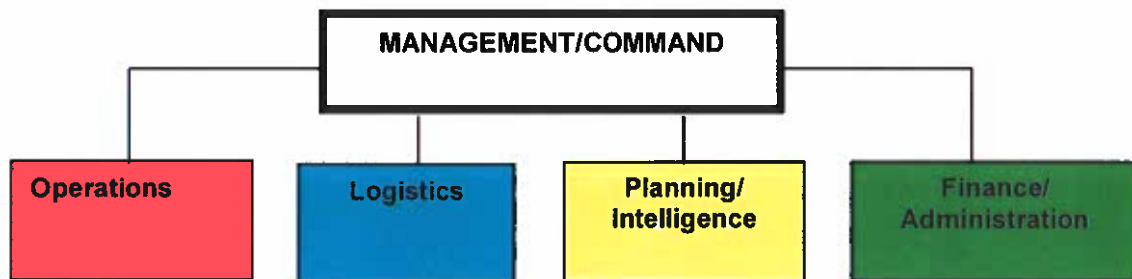 MANAGEMENT/COMMAND
Operations
Logistics
Planning/
Intelligence
Finance/
Administration